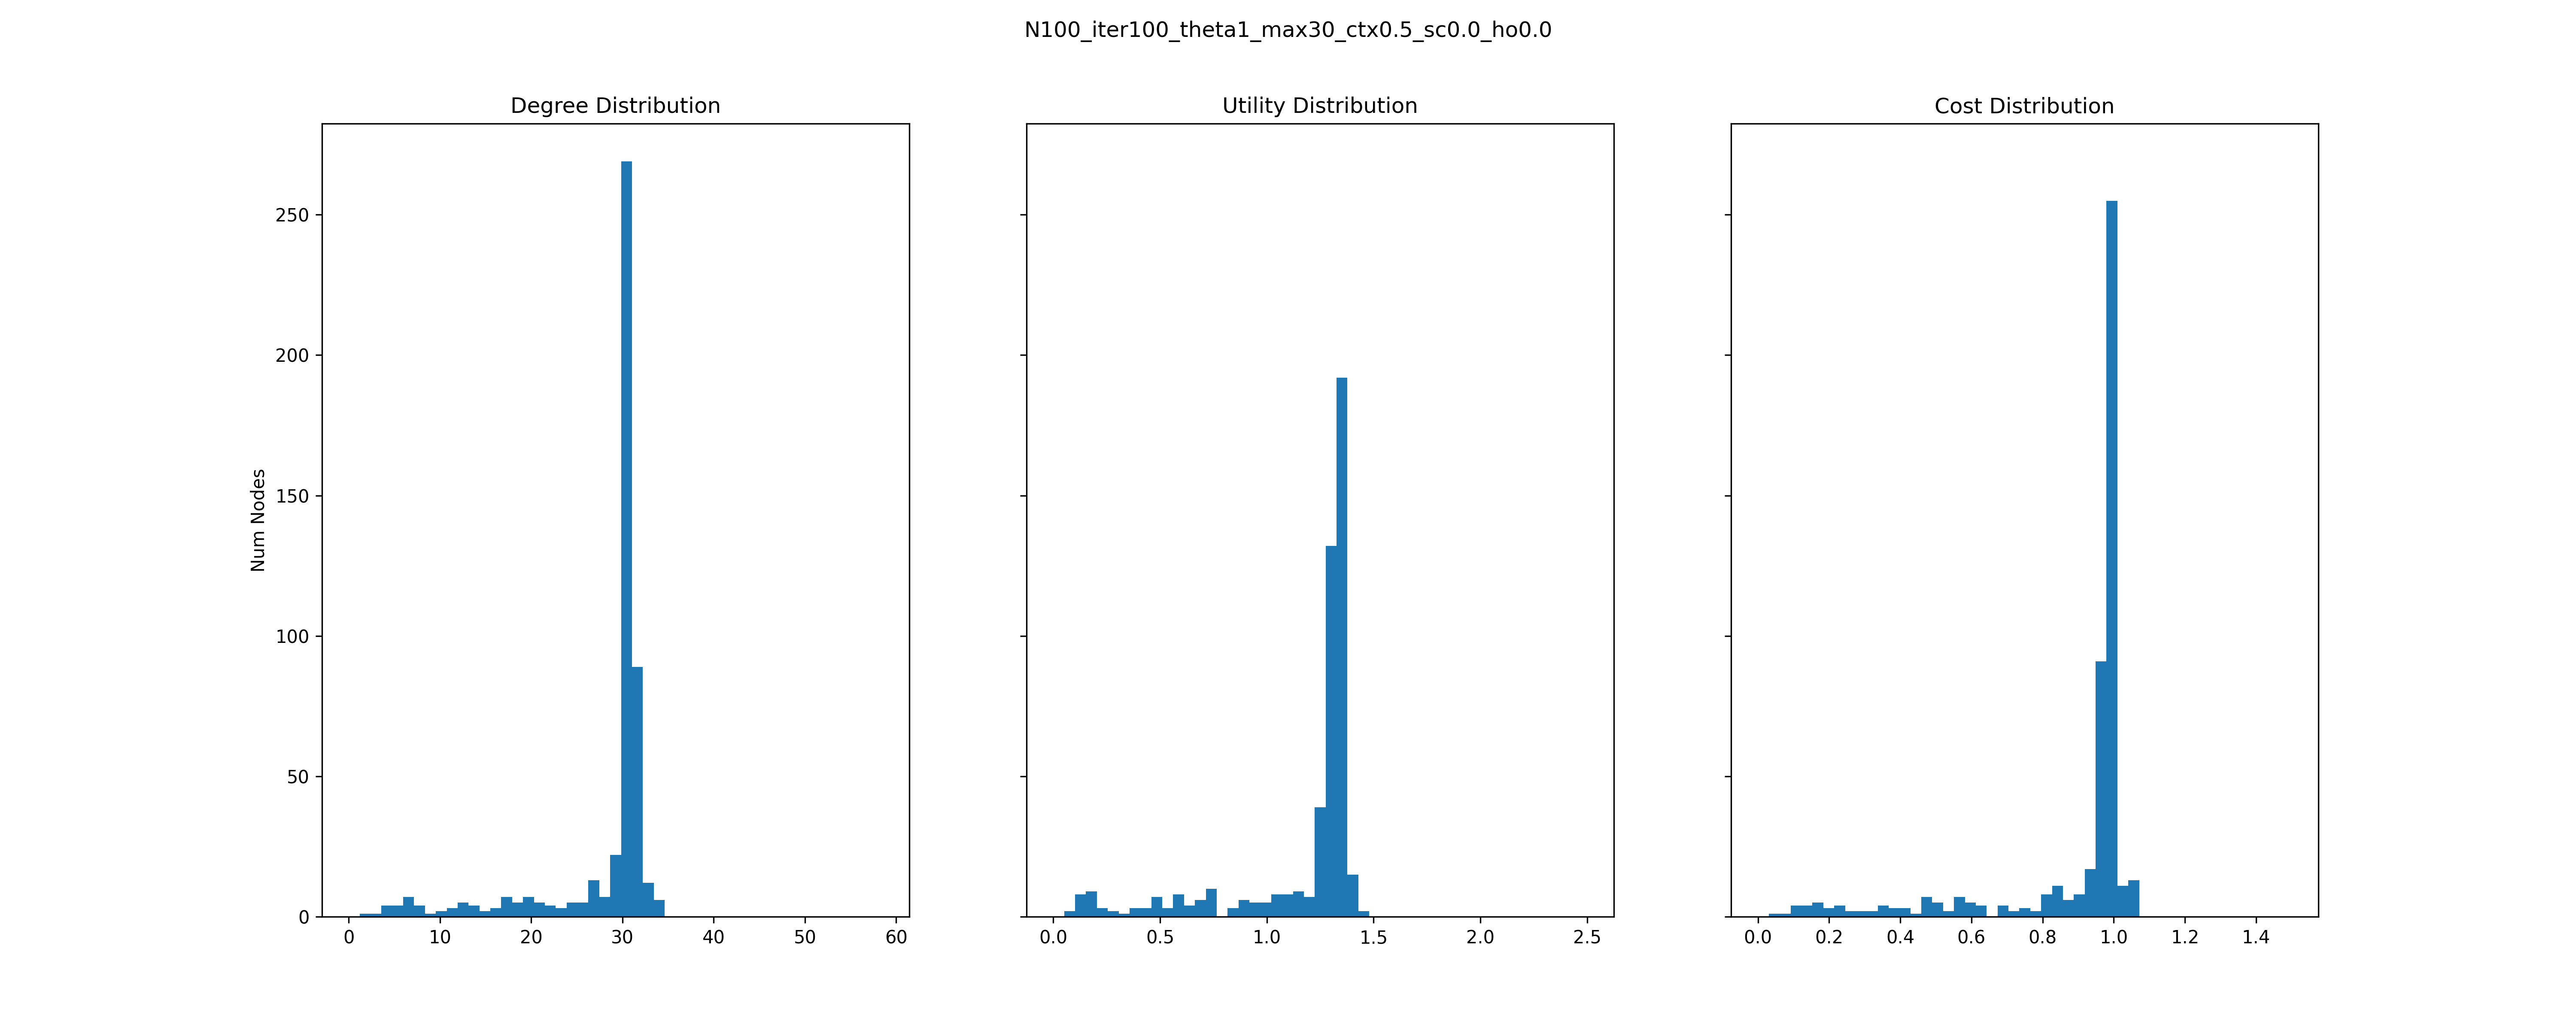 N100_iter100_theta1_max30_ctx0.5_sc0.0_ho0.0
Degree Distribution
Utility Distribution
Cost Distribution
Num Nodes
250
200
150
100
50
0
0 10 20 30 40 50 60
0.0 0.5 1.0 1.5 2.0 2.5
0.0 0.2 0.4 0.6 0.8 1.0 1.2 1.4